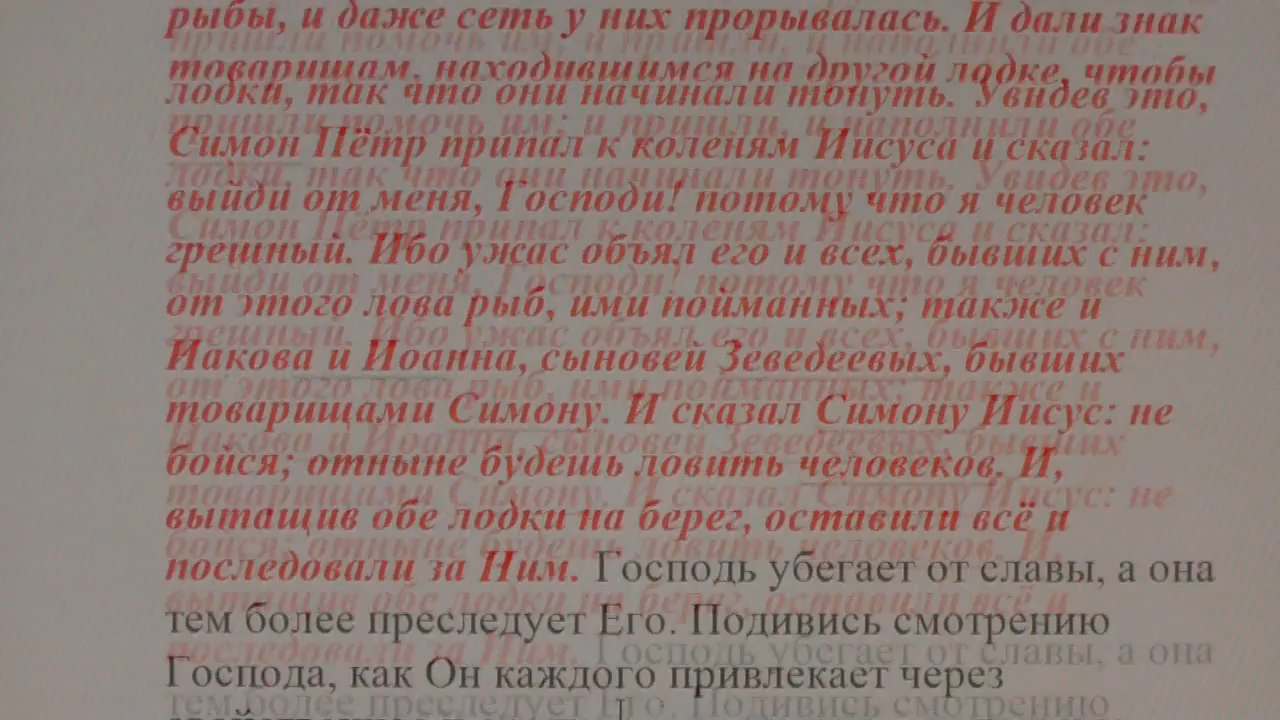 рыбы, и даже сеть у них прорывалась. И дали знак
товарищам, находившимся на другой лодке, чтобы
лодки, так что они начинали тонуть. Увидев это,
Симон Пётр припал к коленям Иисуса и сказал:
выйди от меня, Господи! потому что я человек
грешный. Ибо ужас объял его и всех, бывших с ним,
от этого лова рыб, ими пойманных; также и
Иакова и Иоанна, сыновей Зеведеевых, бывших
товарищами Симону. И сказал Симону Иисус: не
бойся; отныне будешь ловить человеков. И,
вытащив обе лодки на берег, оставили всё и
последовали за Ним. Господь убегает от славы, а она
тем более преследует Его. Подивись смотрению
Господа, как Он каждого привлекает через